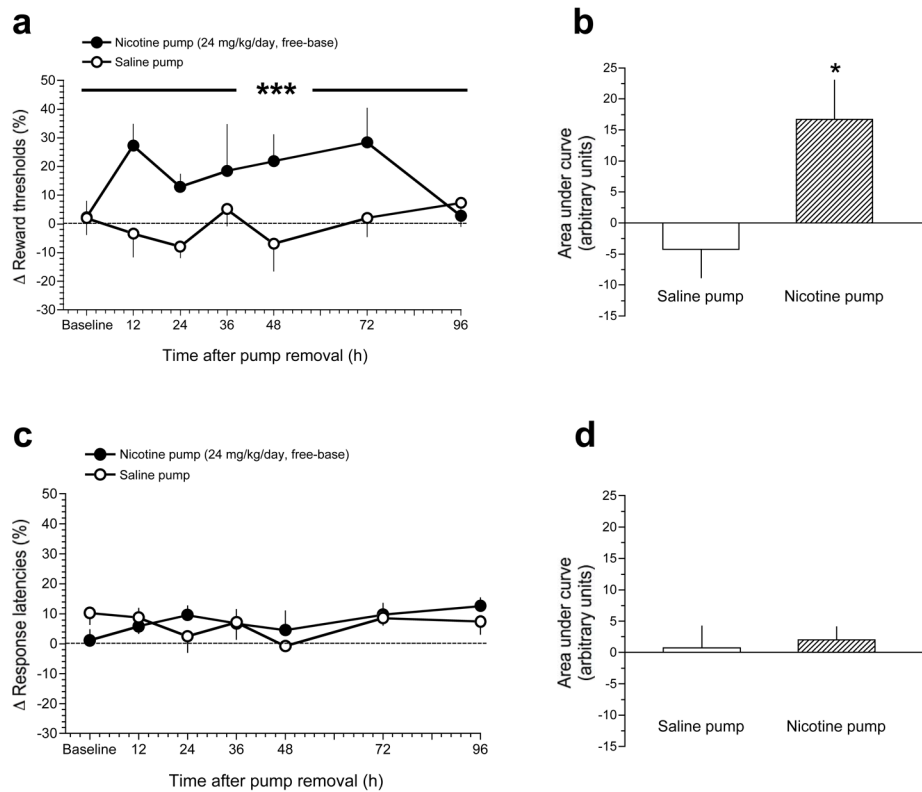 a
Nicotine pump (24 mg/kg/day, free-base)
Saline pump
***
Δ Reward thresholds (%)
50
40
30
20
10
0
-10
-20
-30
Baseline 12 24 36 48 72 96
Time after pump removal (h)
b
*
Area under curve
(arbitrary units)
25
20
15
10
5
0
-5
-10
-15
Saline pump Nicotine pump
c
Nicotine pump (24 mg/kg/day, free-base)
Saline pump
Δ Response latencies (%)
50
40
30
20
10
0
-10
-20
-30
Baseline 12 24 36 48 72 96
Time after pump removal (h)
d
Area under curve
(arbitrary units)
25
20
15
10
5
0
-5
-10
-15
Saline pump Nicotine pump